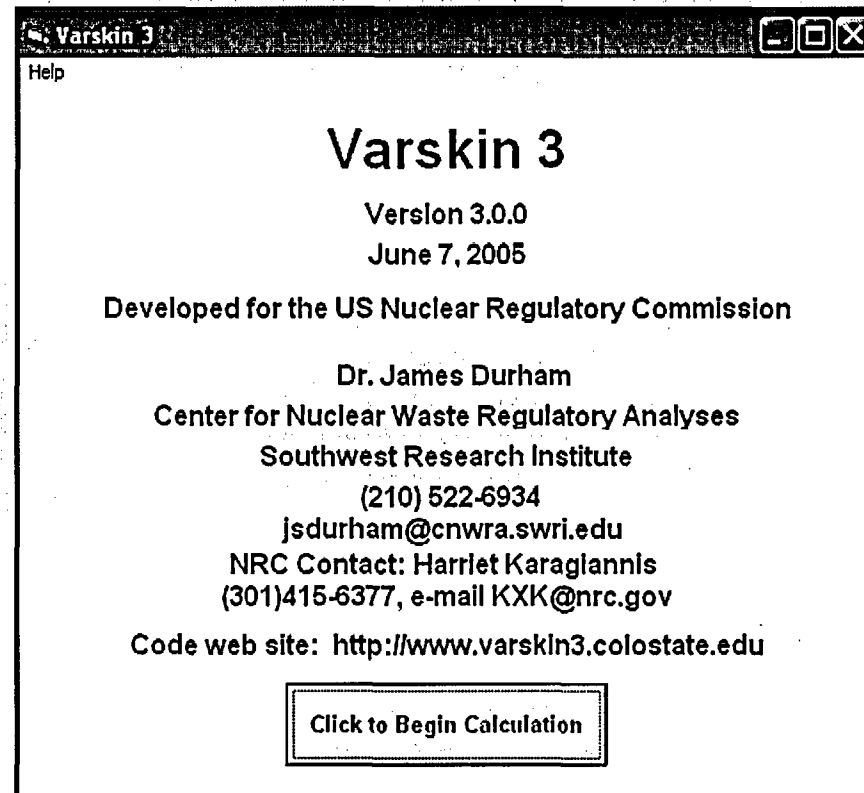 Varskin 3
Help
Varskin 3
Version 3.0.0
June 7, 2005
Developed for the US Nuclear Regulatory Commission
Dr. James Durham
Center for Nuclear Waste Regulatory Analyses
Southwest Research Institute
(210) 522-6934
jsdurham@cnwra.swri.edu
NRC Contact: Harriet Karagiannis
(301)415-6377, e-mail KXK@nrc.gov
Code web site: http://www.varskin3.colostate.edu
Click to Begin Calculation